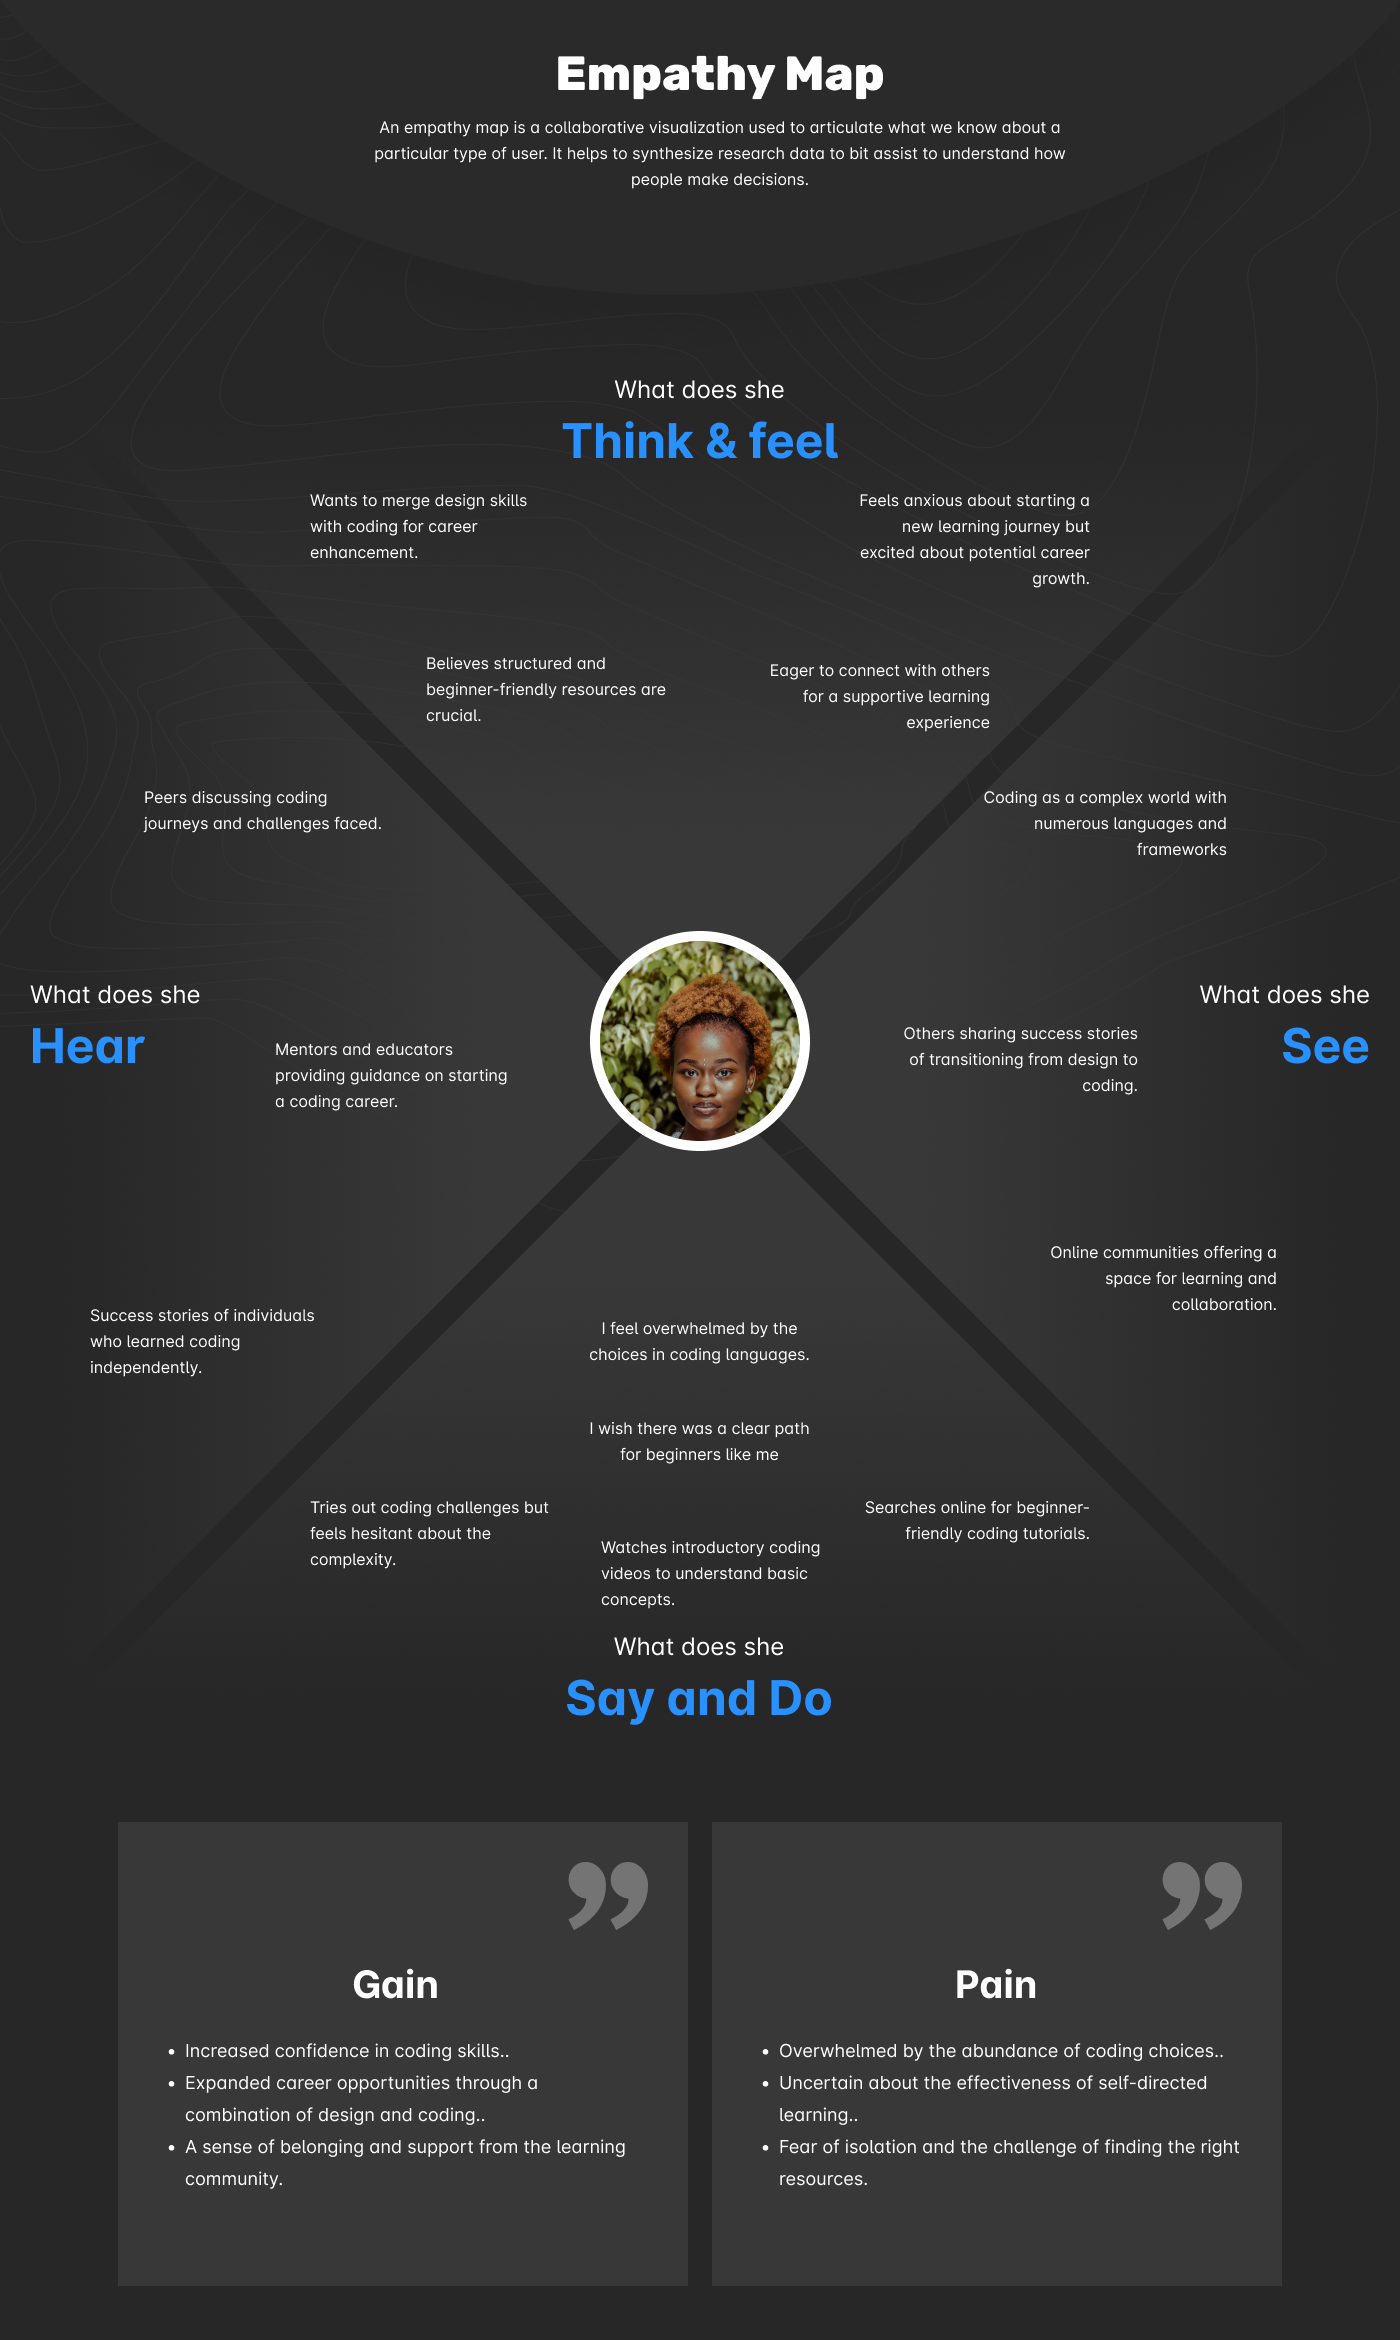 Empathy Map
An empathy map is a collaborative visualization used to articulate what we know about a
particular type of user. It helps to synthesize research data to bit assist to understand how
people make decisions.
What does she
Think & feel
Wants to merge design skills
with coding for career
enhancement.
Feels anxious about starting a
new learning journey but
excited about potential career
growth.
Believes structured and
beginner-friendly resources are
crucial.
Eager to connect with others
for a supportive learning
experience
Peers discussing coding
journeys and challenges faced.
Coding as a complex world with
numerous languages and
frameworks
What does she
Hear
Mentors and educators
providing guidance on starting
a coding career.
Others sharing success stories
of transitioning from design to
coding.
What does she
See
Online communities offering a
space for learning and
collaboration.
Success stories of individuals
who learned coding
independently.
I feel overwhelmed by the
choices in coding languages.
I wish there was a clear path
for beginners like me
Tries out coding challenges but
feels hesitant about the
complexity.
Watches introductory coding
videos to understand basic
concepts.
Searches online for beginner-
friendly coding tutorials.
What does she
Say and Do
”
Gain
• Increased confidence in coding skills..
• Expanded career opportunities through a
combination of design and coding..
• A sense of belonging and support from the learning
community.
”
Pain
• Overwhelmed by the abundance of coding choices..
• Uncertain about the effectiveness of self-directed
learning..
• Fear of isolation and the challenge of finding the right
resources.